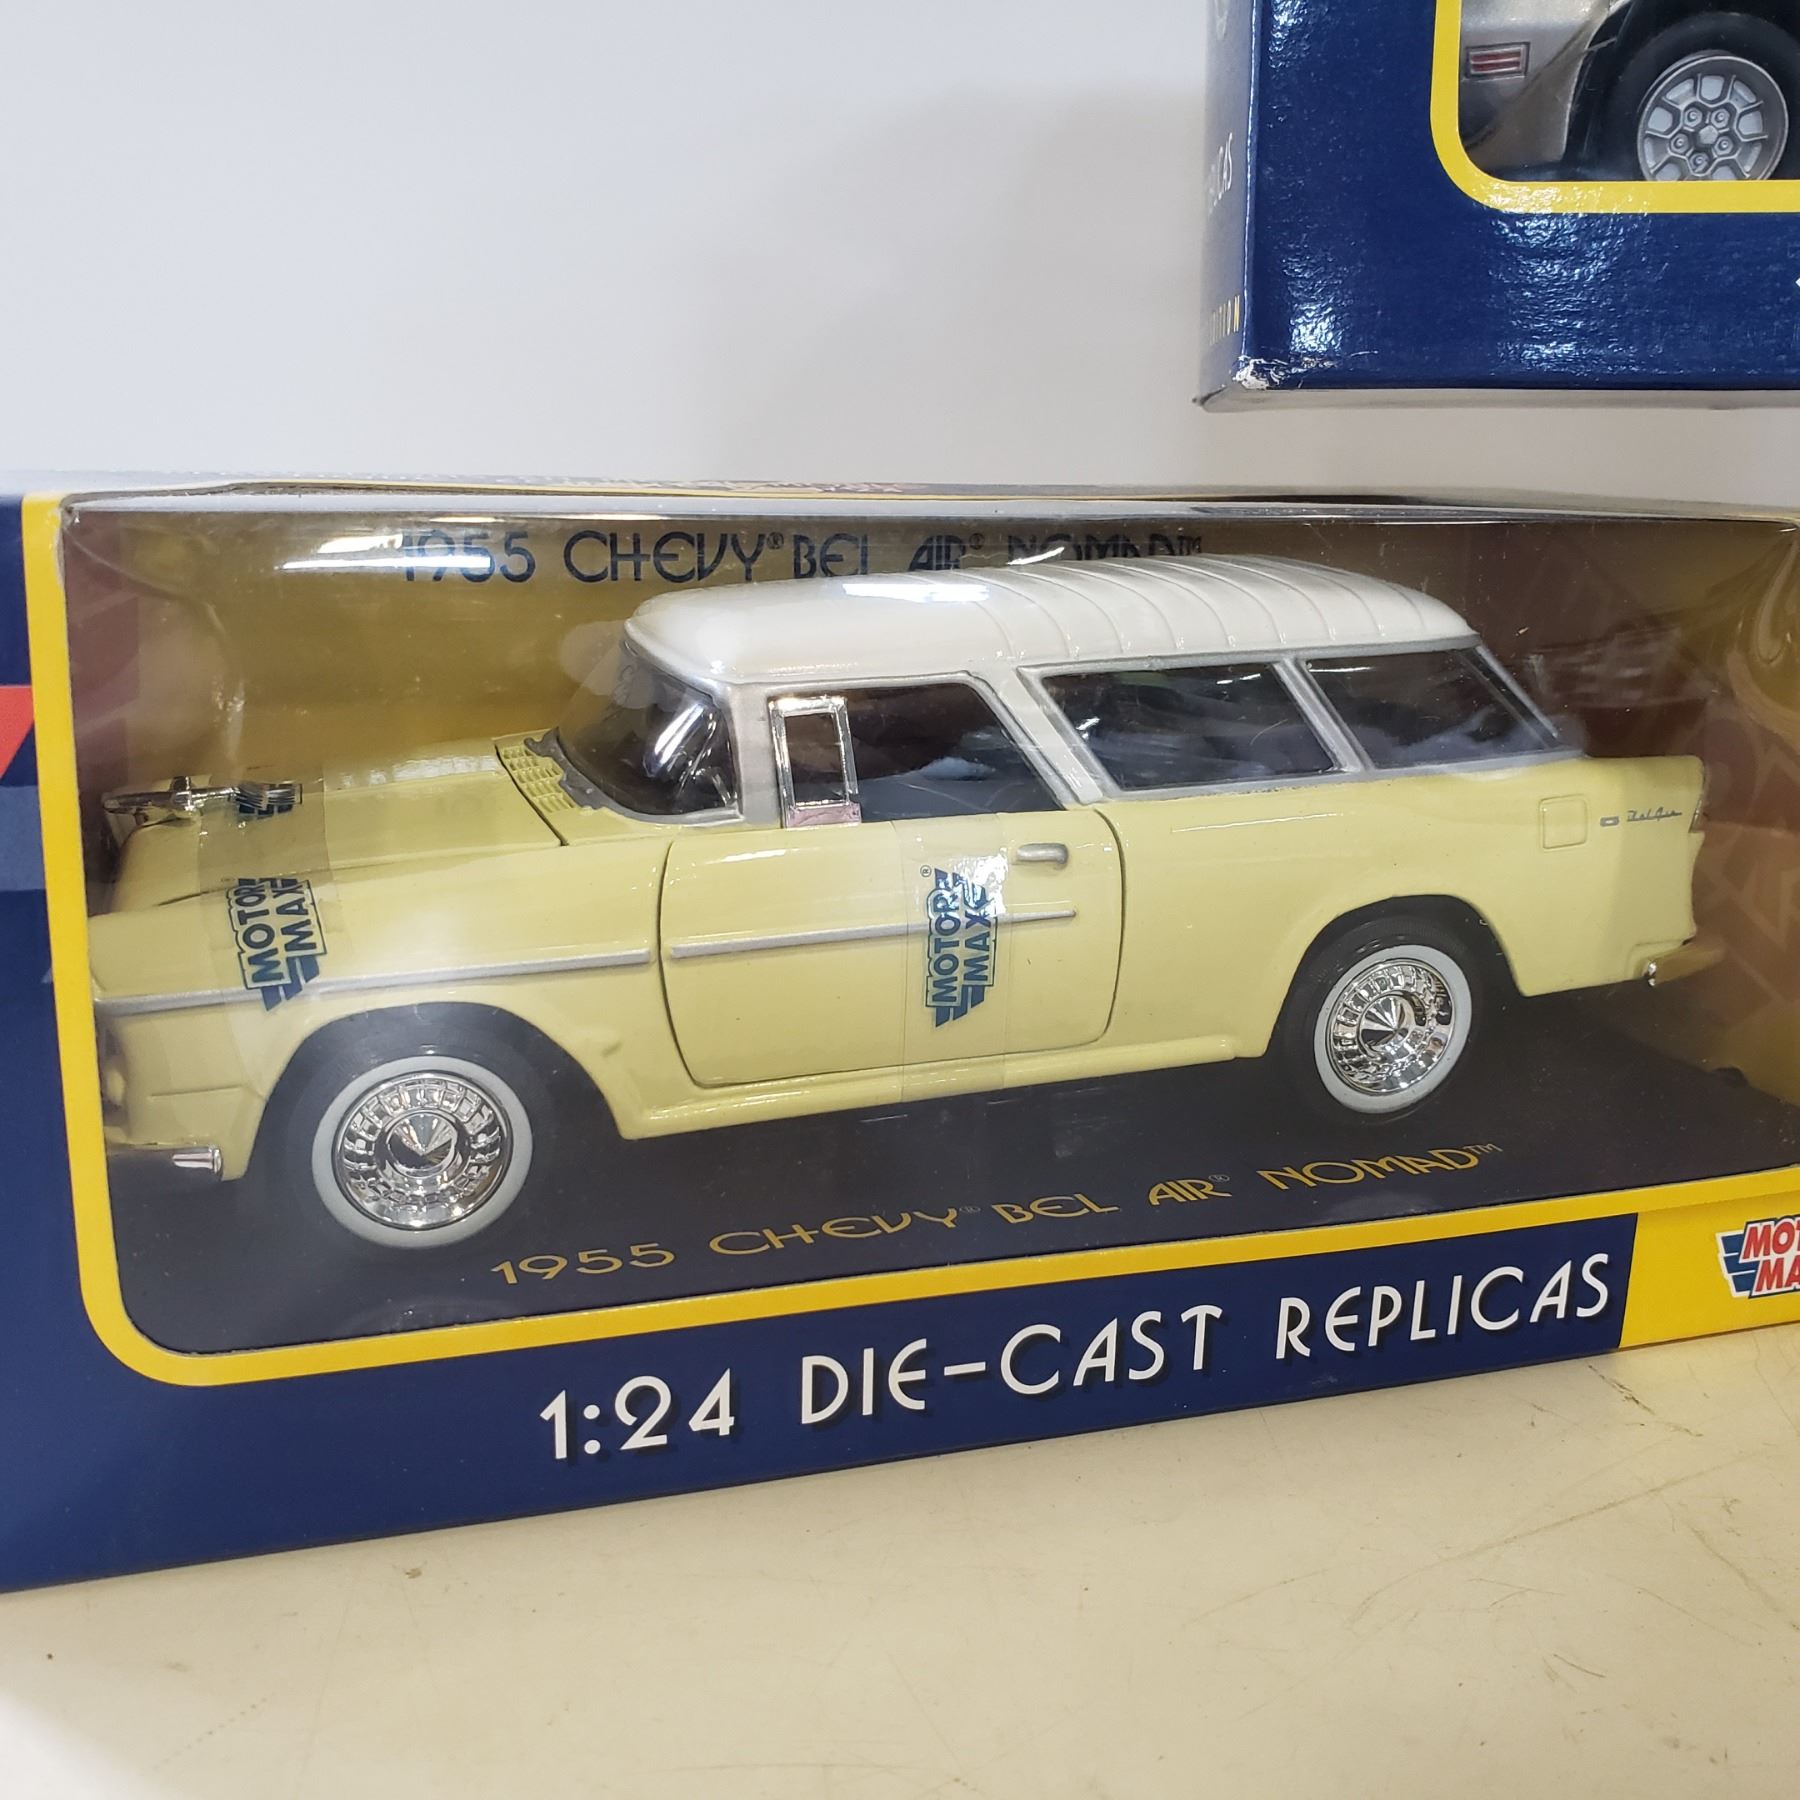 EDITION
1955 CHEVY® BEL AIR® NOMAD™
Bel Air
MOTOR MAX ®
MOTOR MAX ®
1955 CHEVY® BEL AIR® NOMAD™
1:24 DIE-CAST REPLICAS